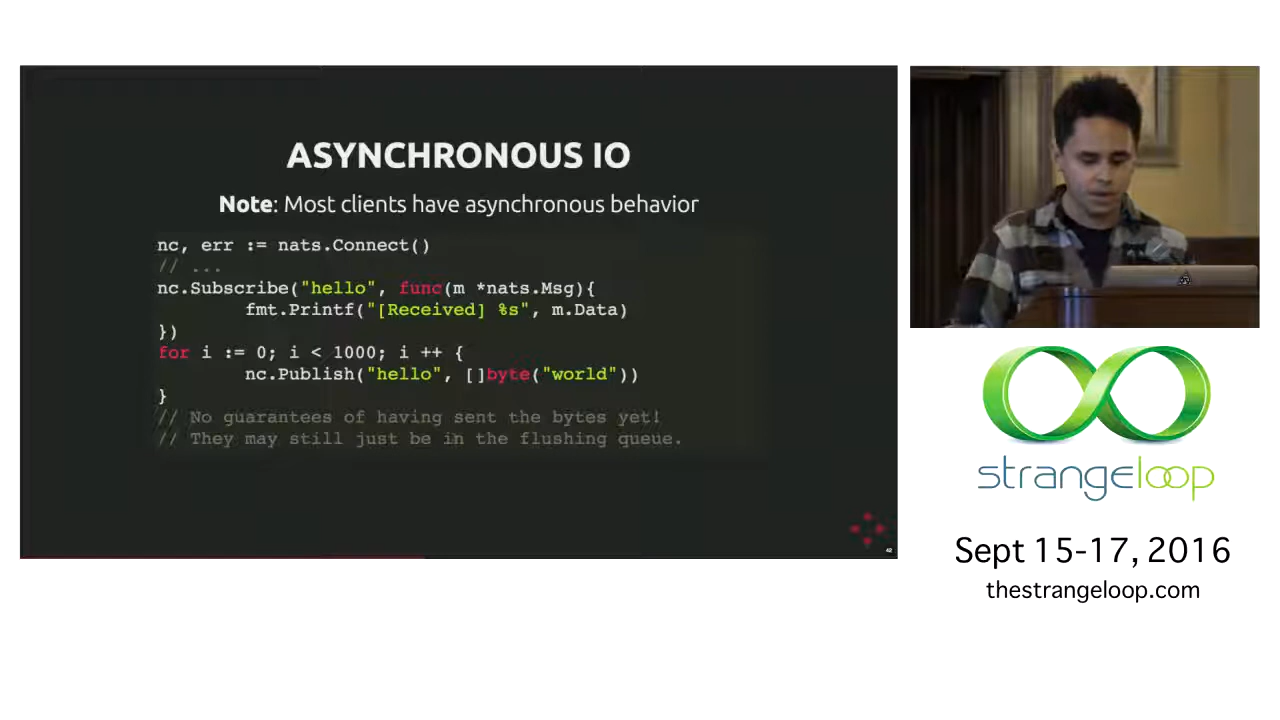 ASYNCHRONOUS IO
Note: Most clients have asynchronous behavior
nc, err := nats.Connect()
// ...
nc.Subscribe("hello", func(m *nats.Msg){
        fmt.Printf("[Received] %s", m.Data)
})
for i := 0; i < 1000; i ++ {
        nc.Publish("hello", []byte("world"))
}
// No guarantees of having sent the bytes yet!
// They may still just be in the flushing queue.
42
strangeloop
Sept 15-17, 2016
thestrangeloop.com